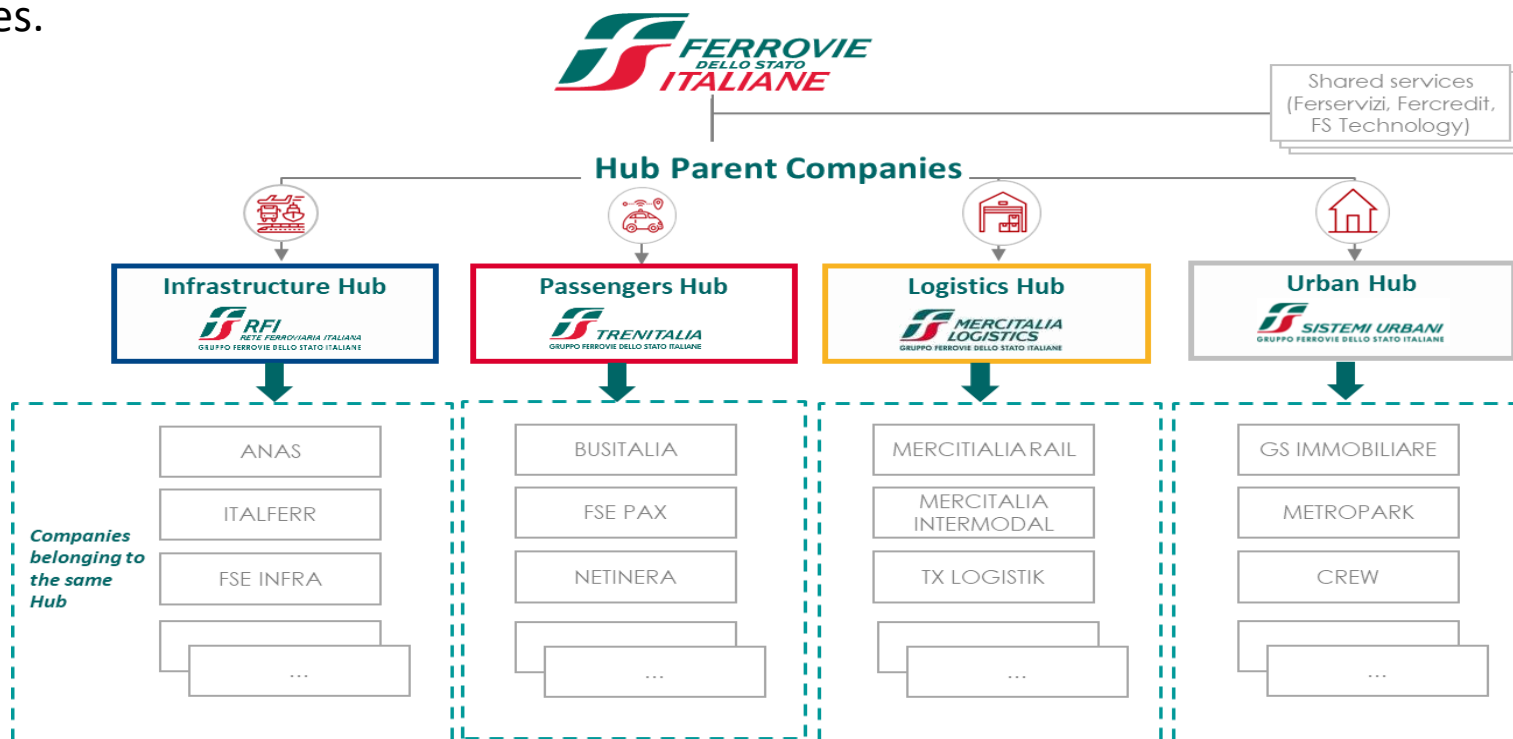 es.
FERROVIE
DELLO STATO
ITALIANE
Shared services
(Ferservizi, Fercredit,
FS Technology)
Hub Parent Companies
Infrastructure Hub
RFI
RETE FERROVIARIA ITALIANA
GRUPPO FERROVIE DELLO STATO ITALIANE
Passengers Hub
TRENITALIA
GRUPPO FERROVIE DELLO STATO ITALIANE
Logistics Hub
MERCITALIA
LOGISTICS
GRUPPO FERROVIE DELLO STATO ITALIANE
Urban Hub
SISTEMI URBANI
GRUPPO FERROVIE DELLO STATO ITALIANE
Companies
belonging to
the same
Hub
ANAS
ITALFERR
FSE INFRA
...
BUSITALIA
FSE PAX
NETINERA
...
MERCITIALIA RAIL
MERCITALIA
INTERMODAL
TX LOGISTIK
...
GS IMMOBILIARE
METROPARK
CREW
...